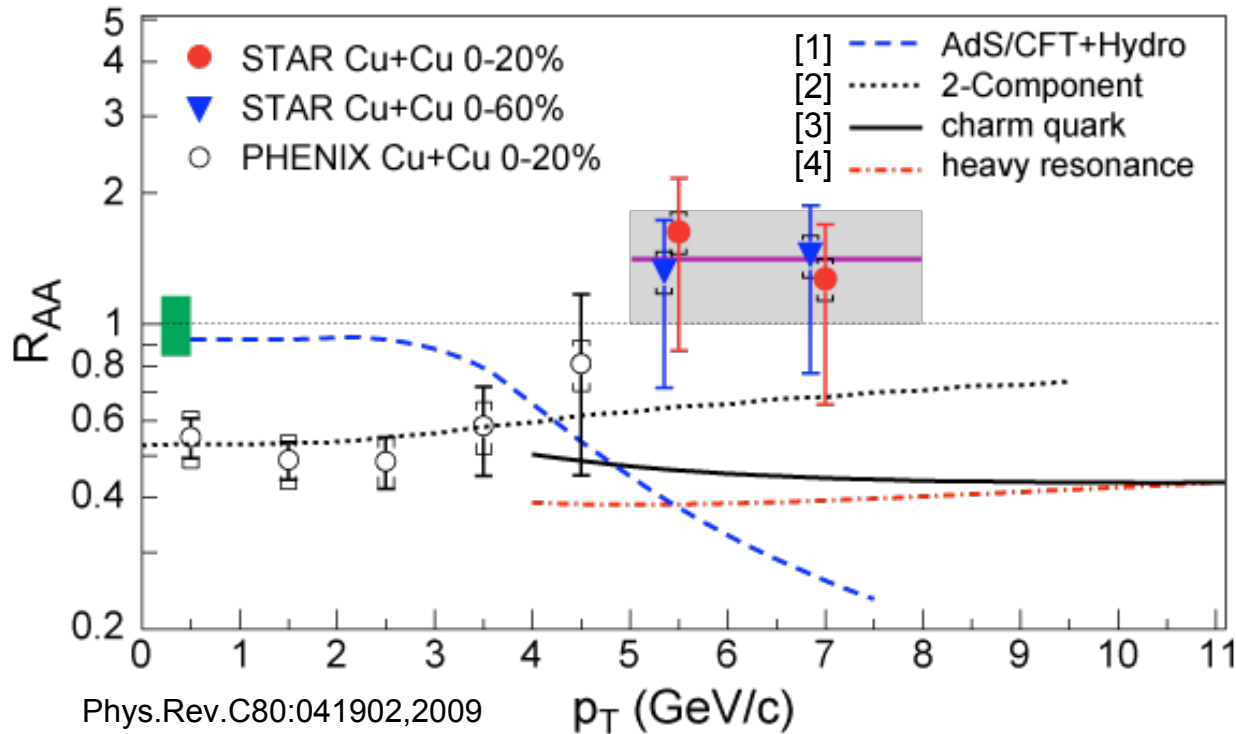 5
4
3
2
1
0.8
0.6
0.4
0.2
R_AA
STAR Cu+Cu 0-20%
STAR Cu+Cu 0-60%
PHENIX Cu+Cu 0-20%
[1] AdS/CFT+Hydro
[2] 2-Component
[3] charm quark
[4] heavy resonance
0 1 2 3 4 5 6 7 8 9 10 11
p_T (GeV/c)
Phys.Rev.C80:041902,2009